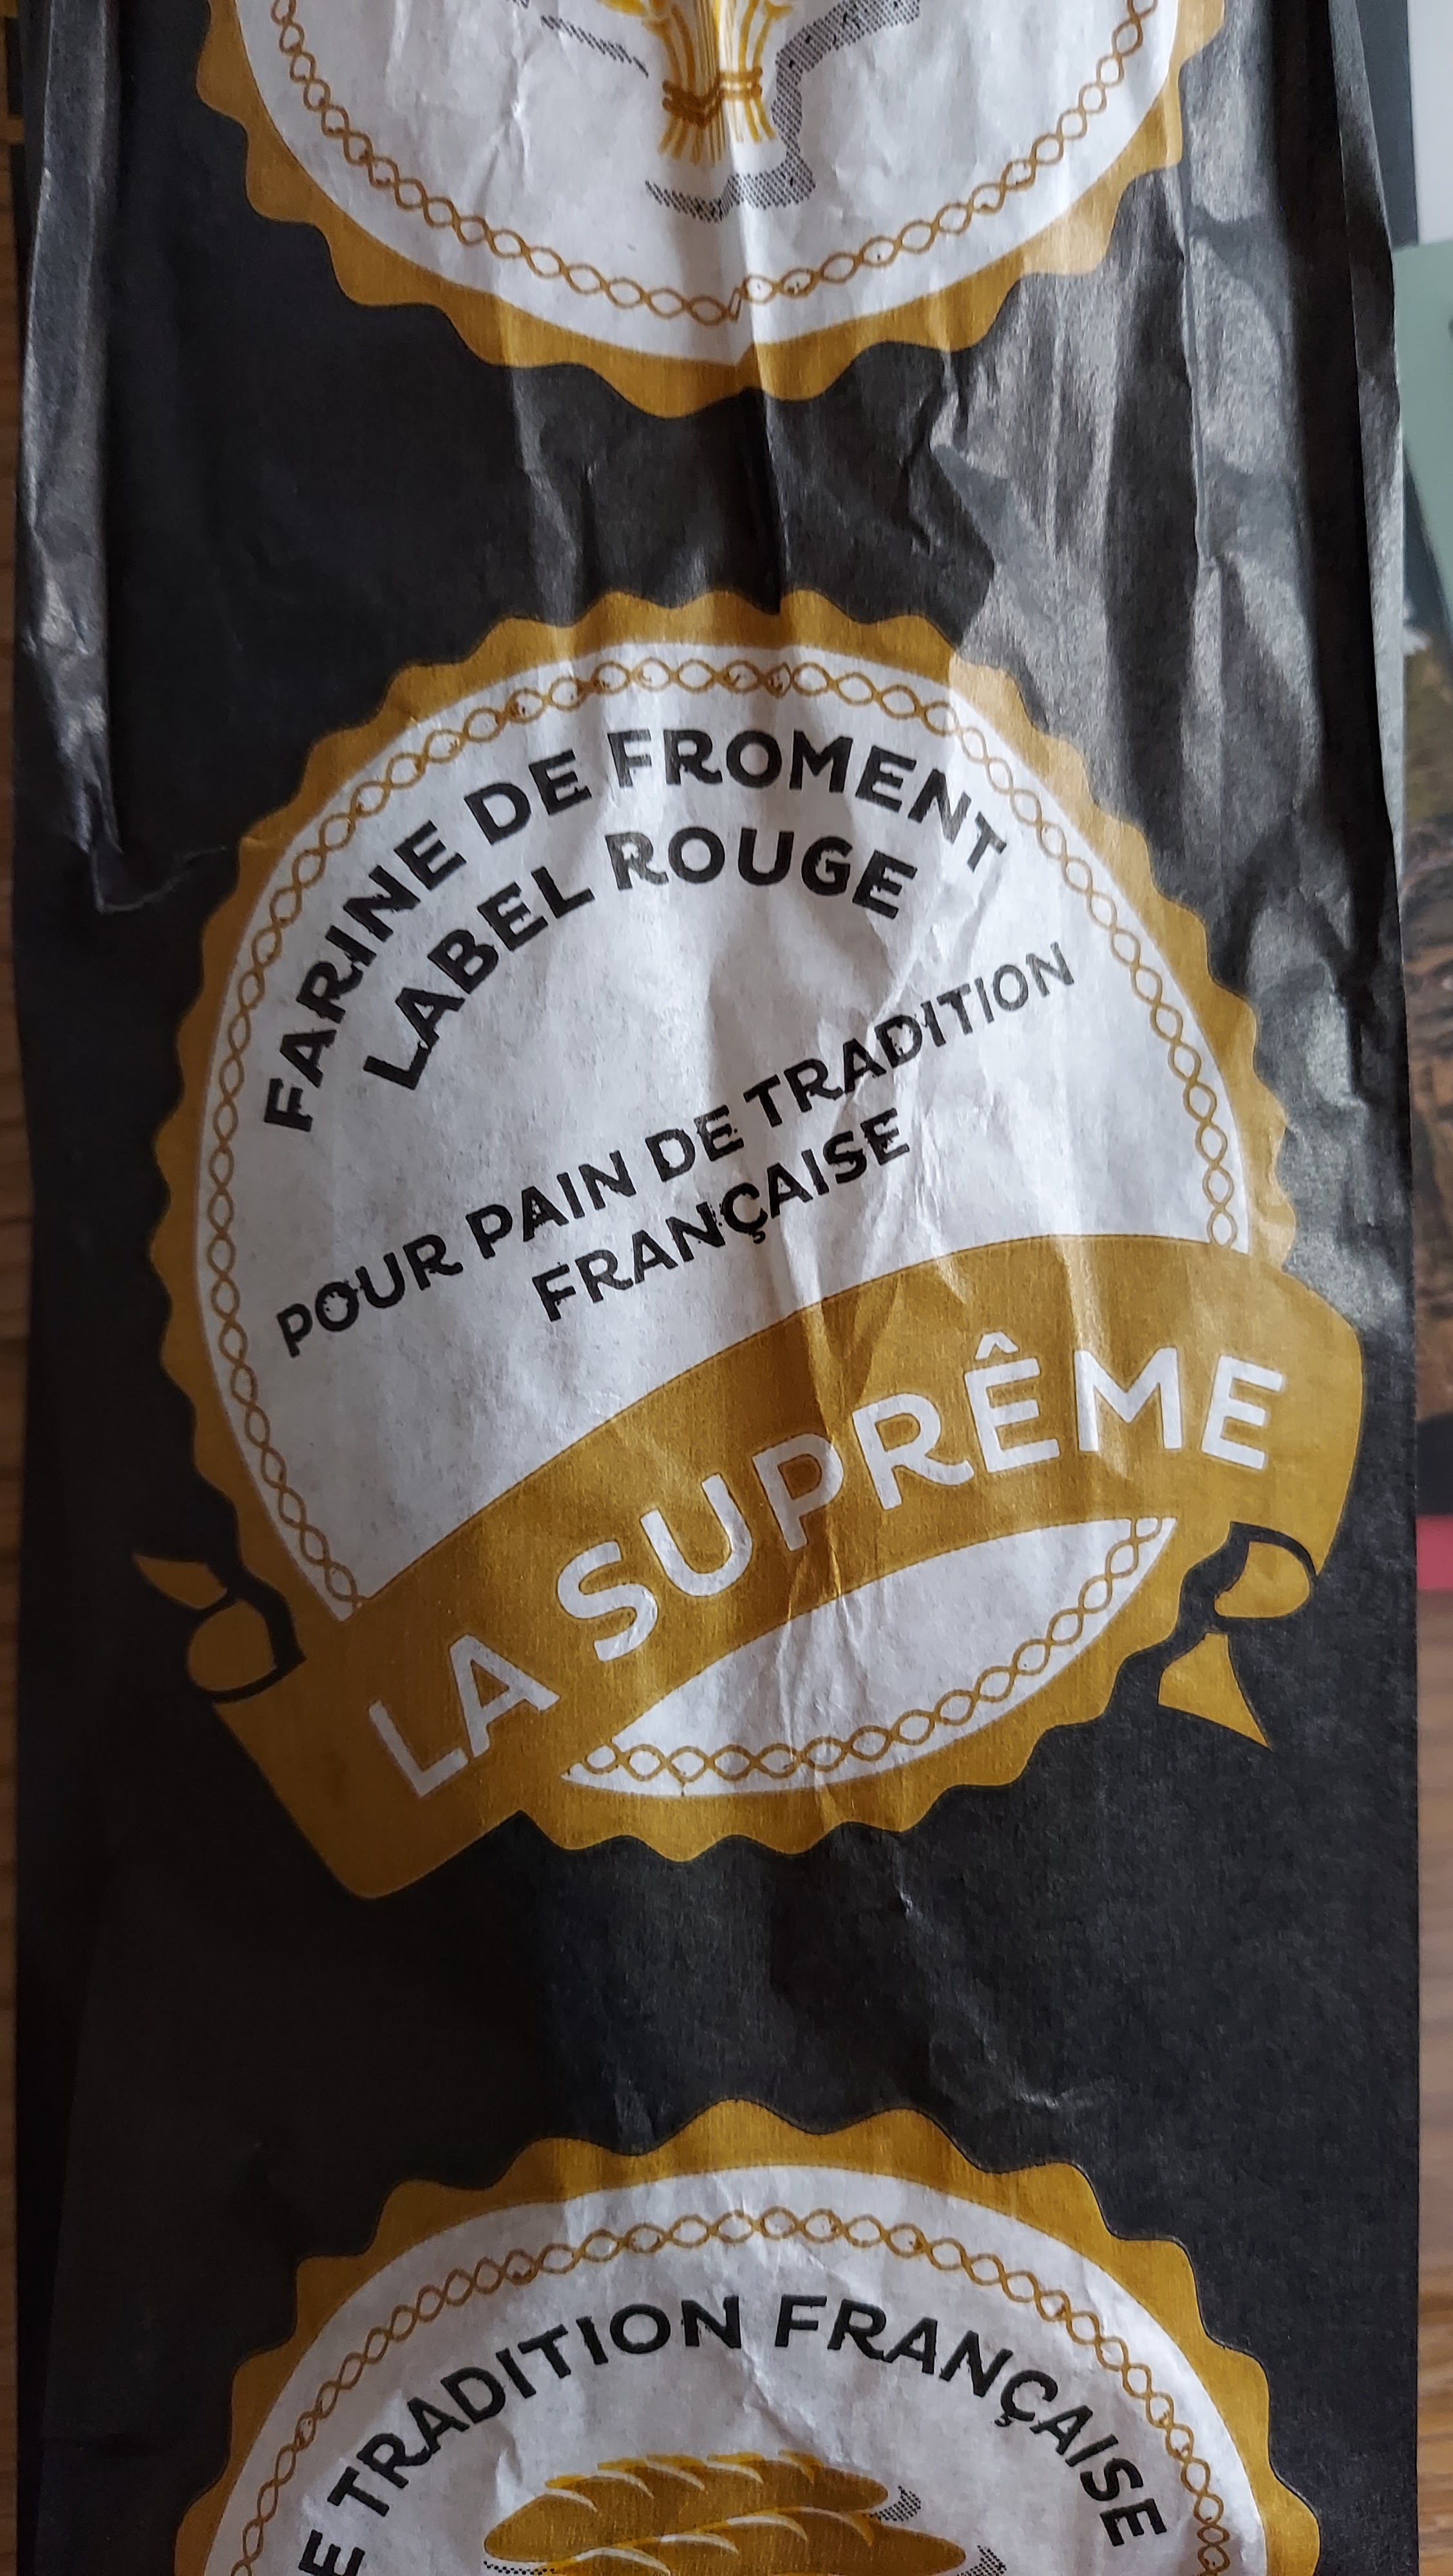 FARINE DE FROMENT
LABEL ROUGE
POUR PAIN DE TRADITION
FRANÇAISE
LA SUPRÊME
TRADITION FRANÇAISE